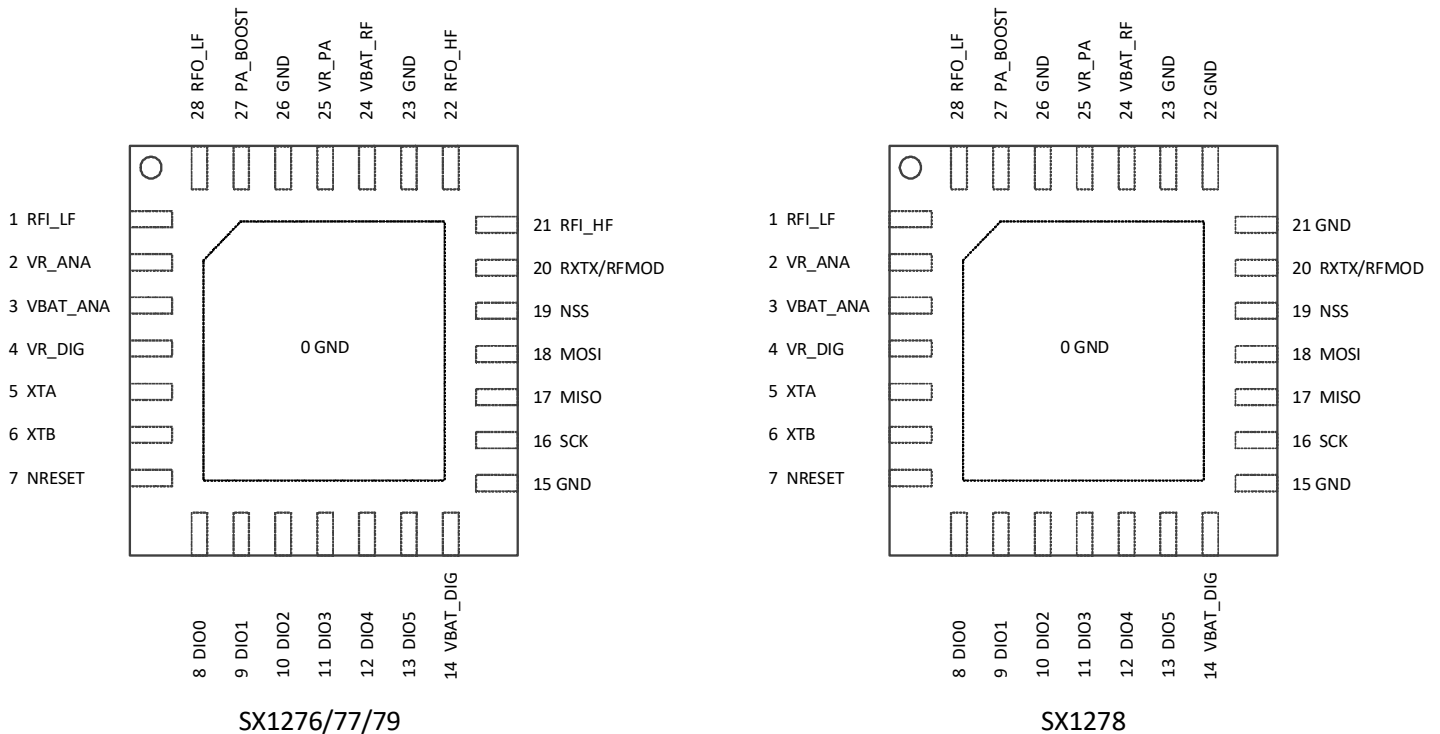 28 RFO_LF
27 PA_BOOST
26 GND
25 VR_PA
24 VBAT_RF
23 GND
22 RFO_HF
1 RFI_LF
2 VR_ANA
3 VBAT_ANA
4 VR_DIG
5 XTA
6 XTB
7 NRESET
0 GND
21 RFI_HF
20 RXTX/RFMOD
19 NSS
18 MOSI
17 MISO
16 SCK
15 GND
8 DIO0
9 DIO1
10 DIO2
11 DIO3
12 DIO4
13 DIO5
14 VBAT_DIG
SX1276/77/79
28 RFO_LF
27 PA_BOOST
26 GND
25 VR_PA
24 VBAT_RF
23 GND
22 GND
1 RFI_LF
2 VR_ANA
3 VBAT_ANA
4 VR_DIG
5 XTA
6 XTB
7 NRESET
0 GND
21 GND
20 RXTX/RFMOD
19 NSS
18 MOSI
17 MISO
16 SCK
15 GND
8 DIO0
9 DIO1
10 DIO2
11 DIO3
12 DIO4
13 DIO5
14 VBAT_DIG
SX1278